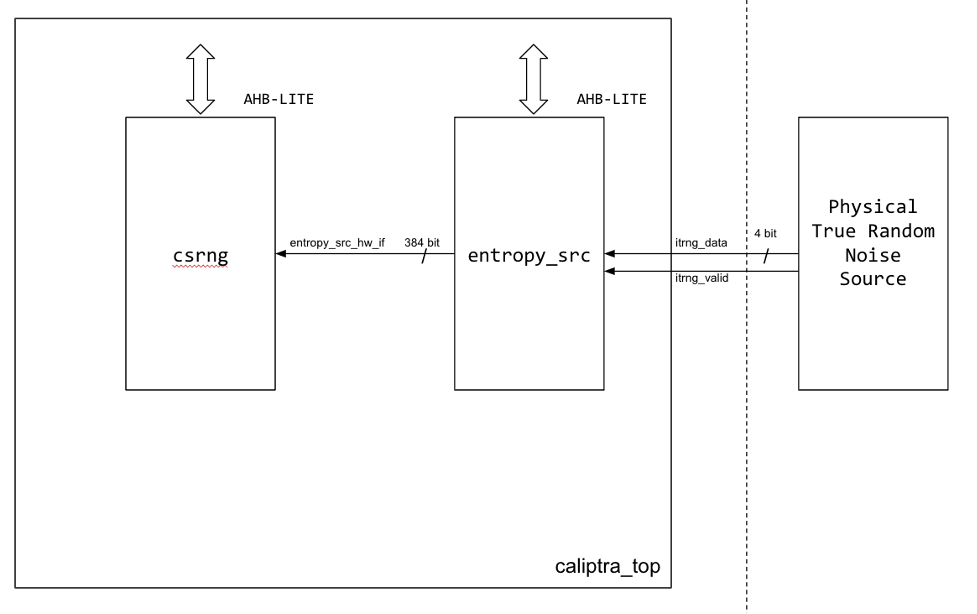 AHB-LITE
AHB-LITE
csrng
entropy_src_hw_if
384 bit
entropy_src
itrng_data
4 bit
itrng_valid
Physical
True Random
Noise
Source
caliptra_top